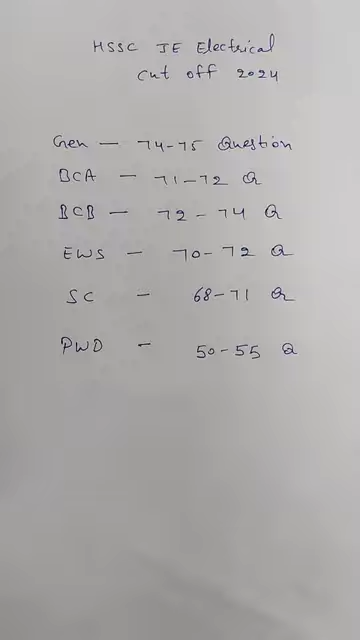 HSSC JE Electrical
Cut off 2024
Gen - 74-75 Question
BCA - 71-72 Q
BCB - 72-74 Q
EWS - 70-72 Q
SC - 68-71 Q
PWD - 50-55 Q